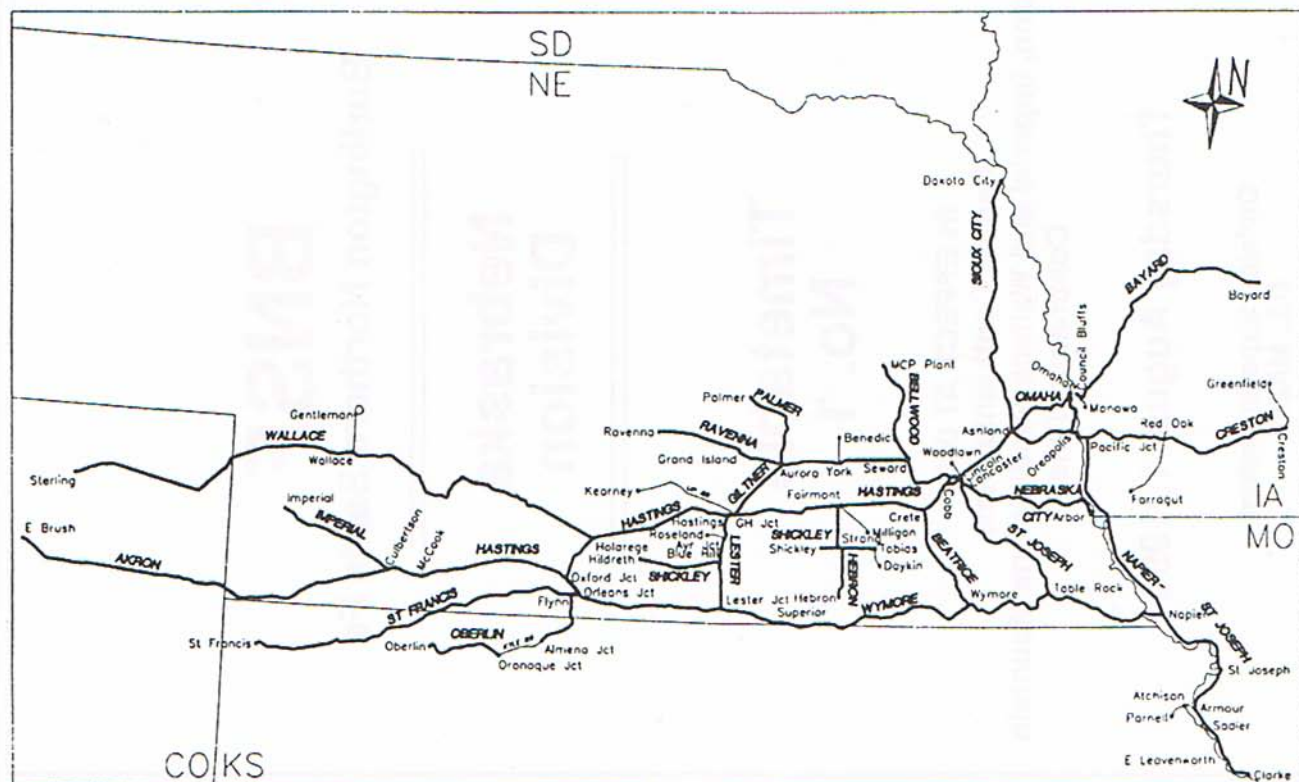 SD
NE
N
Dakota City
SIOUX CITY
BAYARD
Bayard
Council Bluffs
Omaha
MCP Plant
BELLWOOD
OMAHA
Manawa
Greenfield
Palmer
PALMER
Gentleman
WALLACE
Wallace
Ravenna
RAVENNA
Benedict
Ashland
Red Oak
CRESTON
Creston
Woodlawn
Oreapolis
Pacific Jct
Grand Island
Aurora York
Seward
Lincoln
Lancaster
Sterling
Kearney
GILTNER
Fairmont
HASTINGS
NEBRASKA
CITY
Arbor
Farragut
IA
MO
Imperial
IMPERIAL
Culbertson
McCook
HASTINGS
HASTINGS
Hastings
GH Jct
Crete
Cobb
E Brush
AKRON
Roseland
Ayr Jct
Blue Hill
Holdrege
Hildreth
SHICKLEY
SHICKLEY
Shickley
Strang
Milligan
Tobias
Daykin
ST JOSEPH
BEATRICE
Oxford Jct
Orleans Jct
LESTER
Lester Jct
Hebron
HEBRON
Superior
WYMORE
Wymore
Table Rock
NAPIER-
ST JOSEPH
Napier
Flynn
ST FRANCIS
St Francis
Oberlin
OBERLIN
KYLE RR
Almena Jct
Oronoque Jct
St Joseph
Atchison
Parnell
Armour
Sadler
E Leavenworth
Clarke
CO
KS